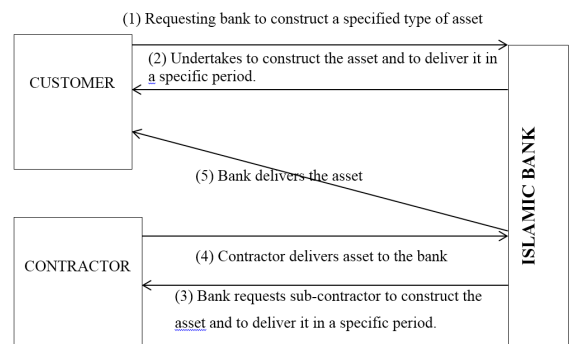 (1) Requesting bank to construct a specified type of asset
(2) Undertakes to construct the asset and to deliver it in
a specific period.
CUSTOMER
(5) Bank delivers the asset
ISLAMIC BANK
(4) Contractor delivers asset to the bank
CONTRACTOR
(3) Bank requests sub-contractor to construct the
asset and to deliver it in a specific period.